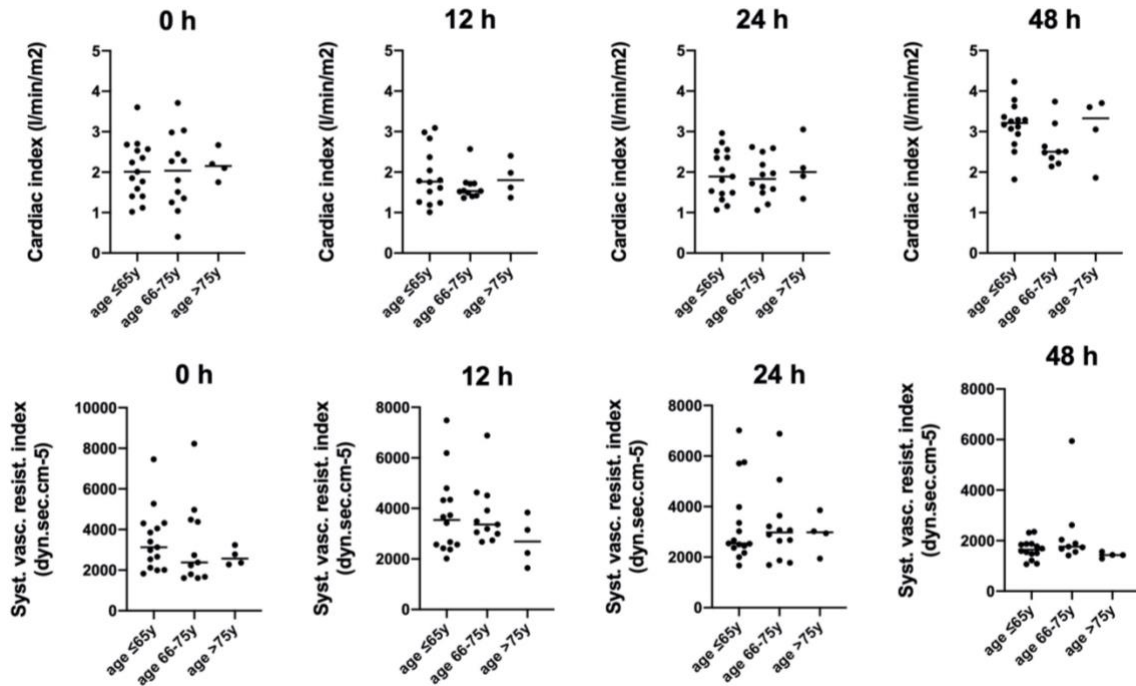 0 h
12 h
24 h
48 h
Cardiac index (l/min/m2)
5
4
3
2
1
0
age ≤65y
age 66-75y
age >75y
Cardiac index (l/min/m2)
5
4
3
2
1
0
age ≤65y
age 66-75y
age >75y
Cardiac index (l/min/m2)
5
4
3
2
1
0
age ≤65y
age 66-75y
age >75y
Cardiac index (l/min/m2)
5
4
3
2
1
0
age ≤65y
age 66-75y
age >75y
0 h
12 h
24 h
48 h
Syst. vasc. resist. index
(dyn.sec.cm-5)
10000
8000
6000
4000
2000
0
age ≤65y
age 66-75y
age >75y
Syst. vasc. resist. index
(dyn.sec.cm-5)
8000
6000
4000
2000
0
age ≤65y
age 66-75y
age >75y
Syst. vasc. resist. index
(dyn.sec.cm-5)
8000
6000
4000
2000
0
age ≤65y
age 66-75y
age >75y
Syst. vasc. resist. index
(dyn.sec.cm-5)
8000
6000
4000
2000
0
age ≤65y
age 66-75y
age >75y